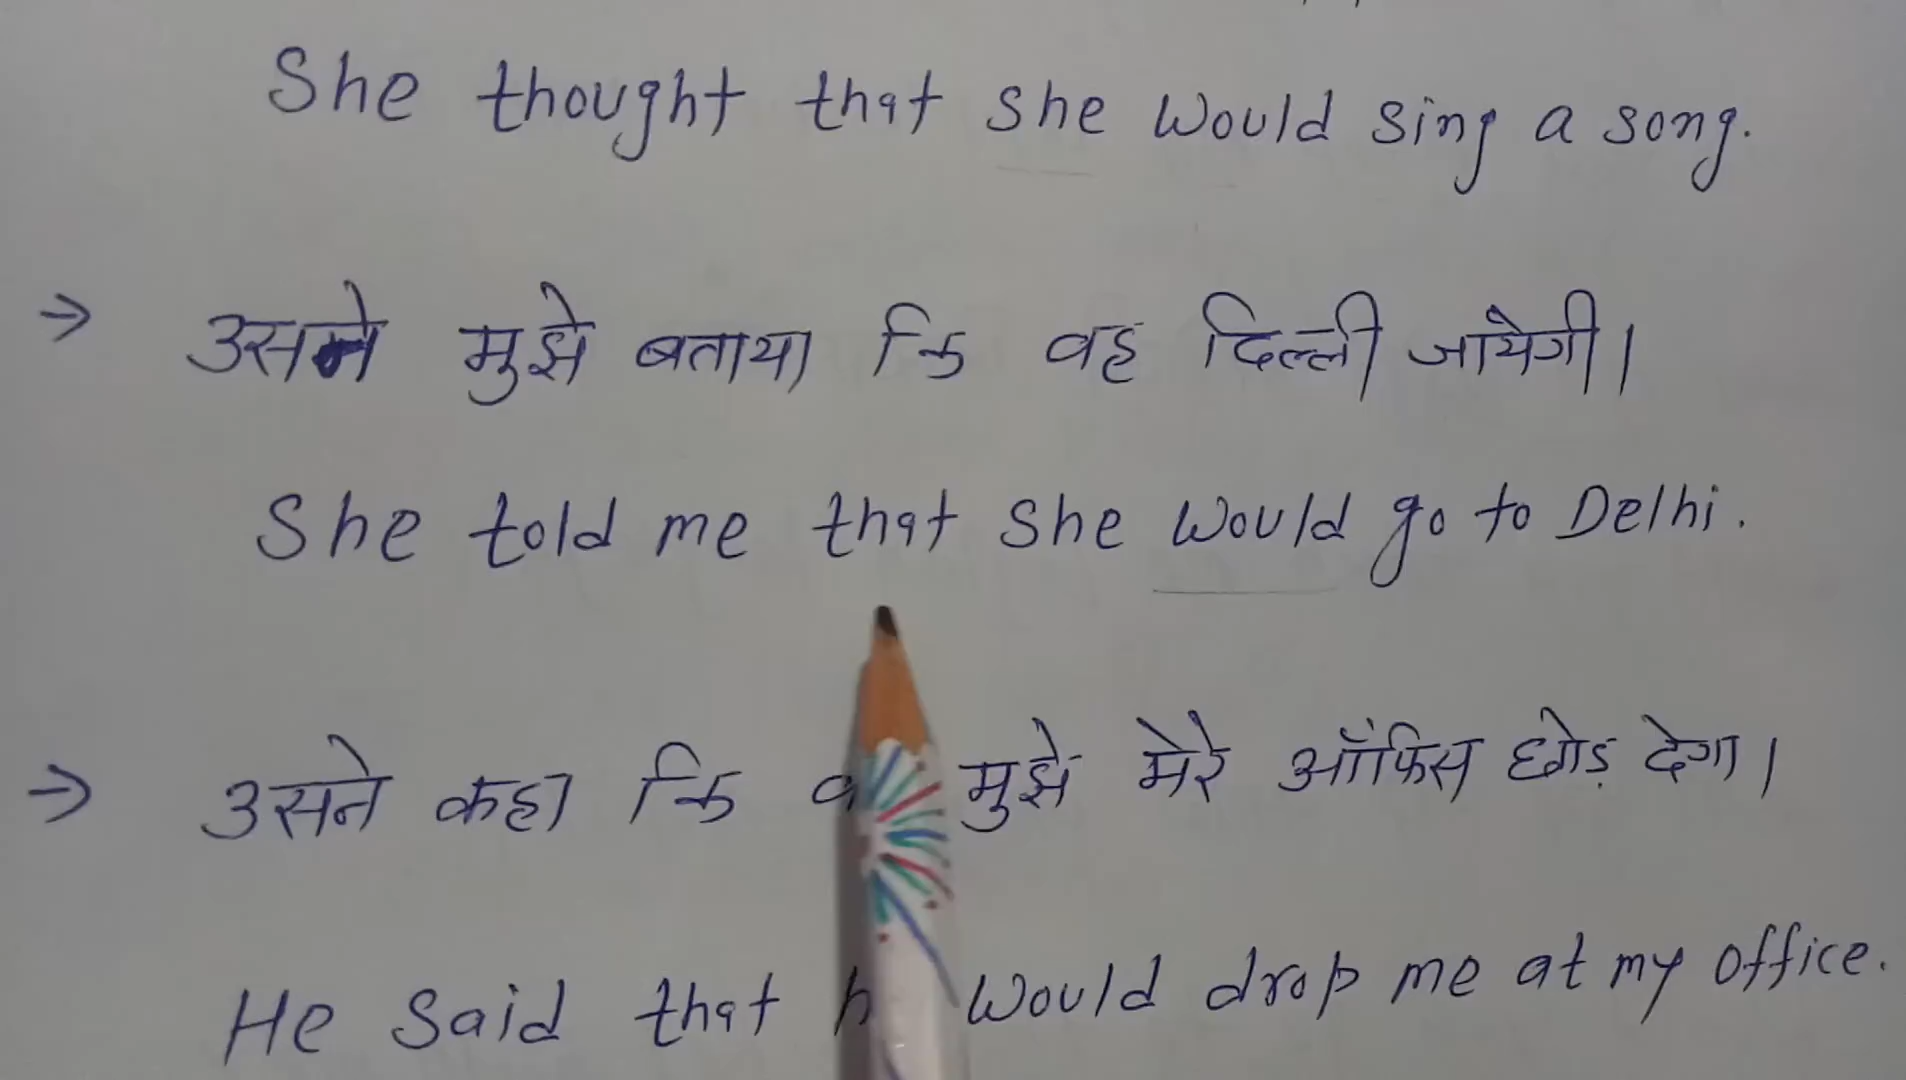 She thought that she would sing a song.
→ उसने मुझे बताया कि वह दिल्ली जायेगी।
She told me that she would go to Delhi.
→ उसने कहा कि मुझे मेरे ऑफिस छोड़ देगा।
He said that would drop me at my office.